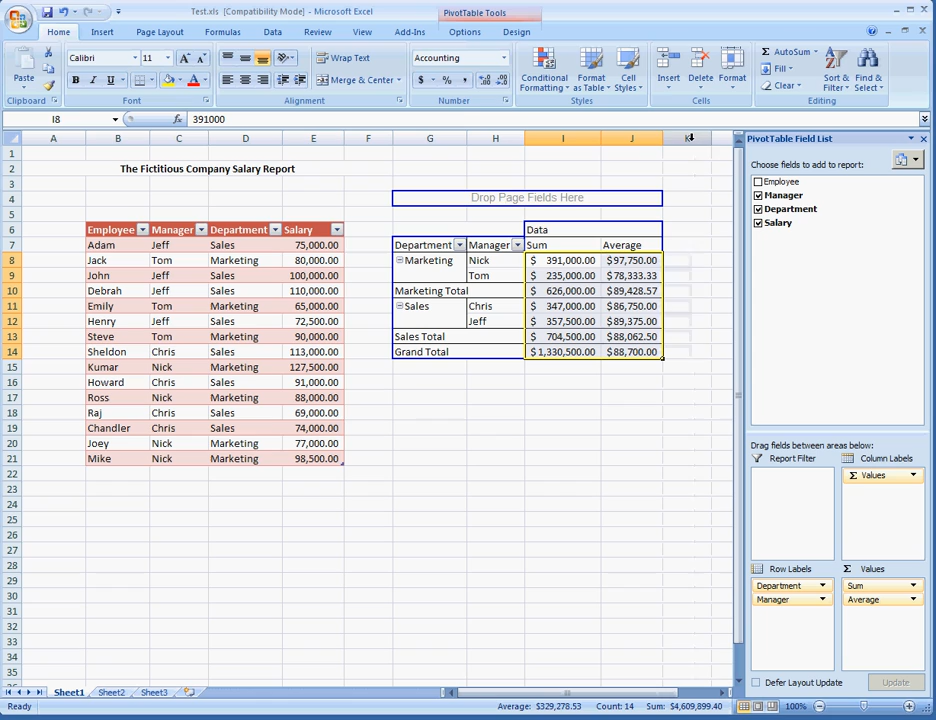 Test.xls [Compatibility Mode] - Microsoft Excel PivotTable Tools
Home Insert Page Layout Formulas Data Review View Add-Ins Options Design
Calibri 11 A A Wrap Text Accounting AutoSum
Paste B I U A Merge & Center $ % , Conditional Formatting Format as Table Cell Styles Insert Delete Format Fill Clear Sort & Filter Find & Select
Clipboard Font Alignment Number Styles Cells Editing
I8 fx 391000
A B C D E F G H I J K
PivotTable Field List
Choose fields to add to report:
Employee
Manager
Department
Salary
1
2 The Fictitious Company Salary Report
3
4 Drop Page Fields Here
5
6 Employee Manager Department Salary Data
7 Adam Jeff Sales 75,000.00 Department Manager Sum Average
8 Jack Tom Marketing 80,000.00 Marketing Nick $ 391,000.00 $97,750.00
9 John Jeff Sales 100,000.00 Tom $ 235,000.00 $78,333.33
10 Debrah Jeff Sales 110,000.00 Marketing Total $ 626,000.00 $89,428.57
11 Emily Tom Marketing 65,000.00 Sales Chris $ 347,000.00 $86,750.00
12 Henry Jeff Sales 72,500.00 Jeff $ 357,500.00 $89,375.00
13 Steve Tom Marketing 90,000.00 Sales Total $ 704,500.00 $88,062.50
14 Sheldon Chris Sales 113,000.00 Grand Total $ 1,330,500.00 $88,700.00
15 Kumar Nick Marketing 127,500.00
16 Howard Chris Sales 91,000.00
17 Ross Nick Marketing 88,000.00
18 Raj Chris Sales 69,000.00
19 Chandler Chris Sales 74,000.00
20 Joey Nick Marketing 77,000.00
21 Mike Nick Marketing 98,500.00
22
23
24
25
26
27
28
29
30
31
32
33
34
35
Drag fields between areas below:
Report Filter Column Labels
Σ Values
Row Labels Σ Values
Department Sum
Manager Average
Defer Layout Update Update
Sheet1 Sheet2 Sheet3
Ready Average: $329,278.53 Count: 14 Sum: $4,609,899.40 100%